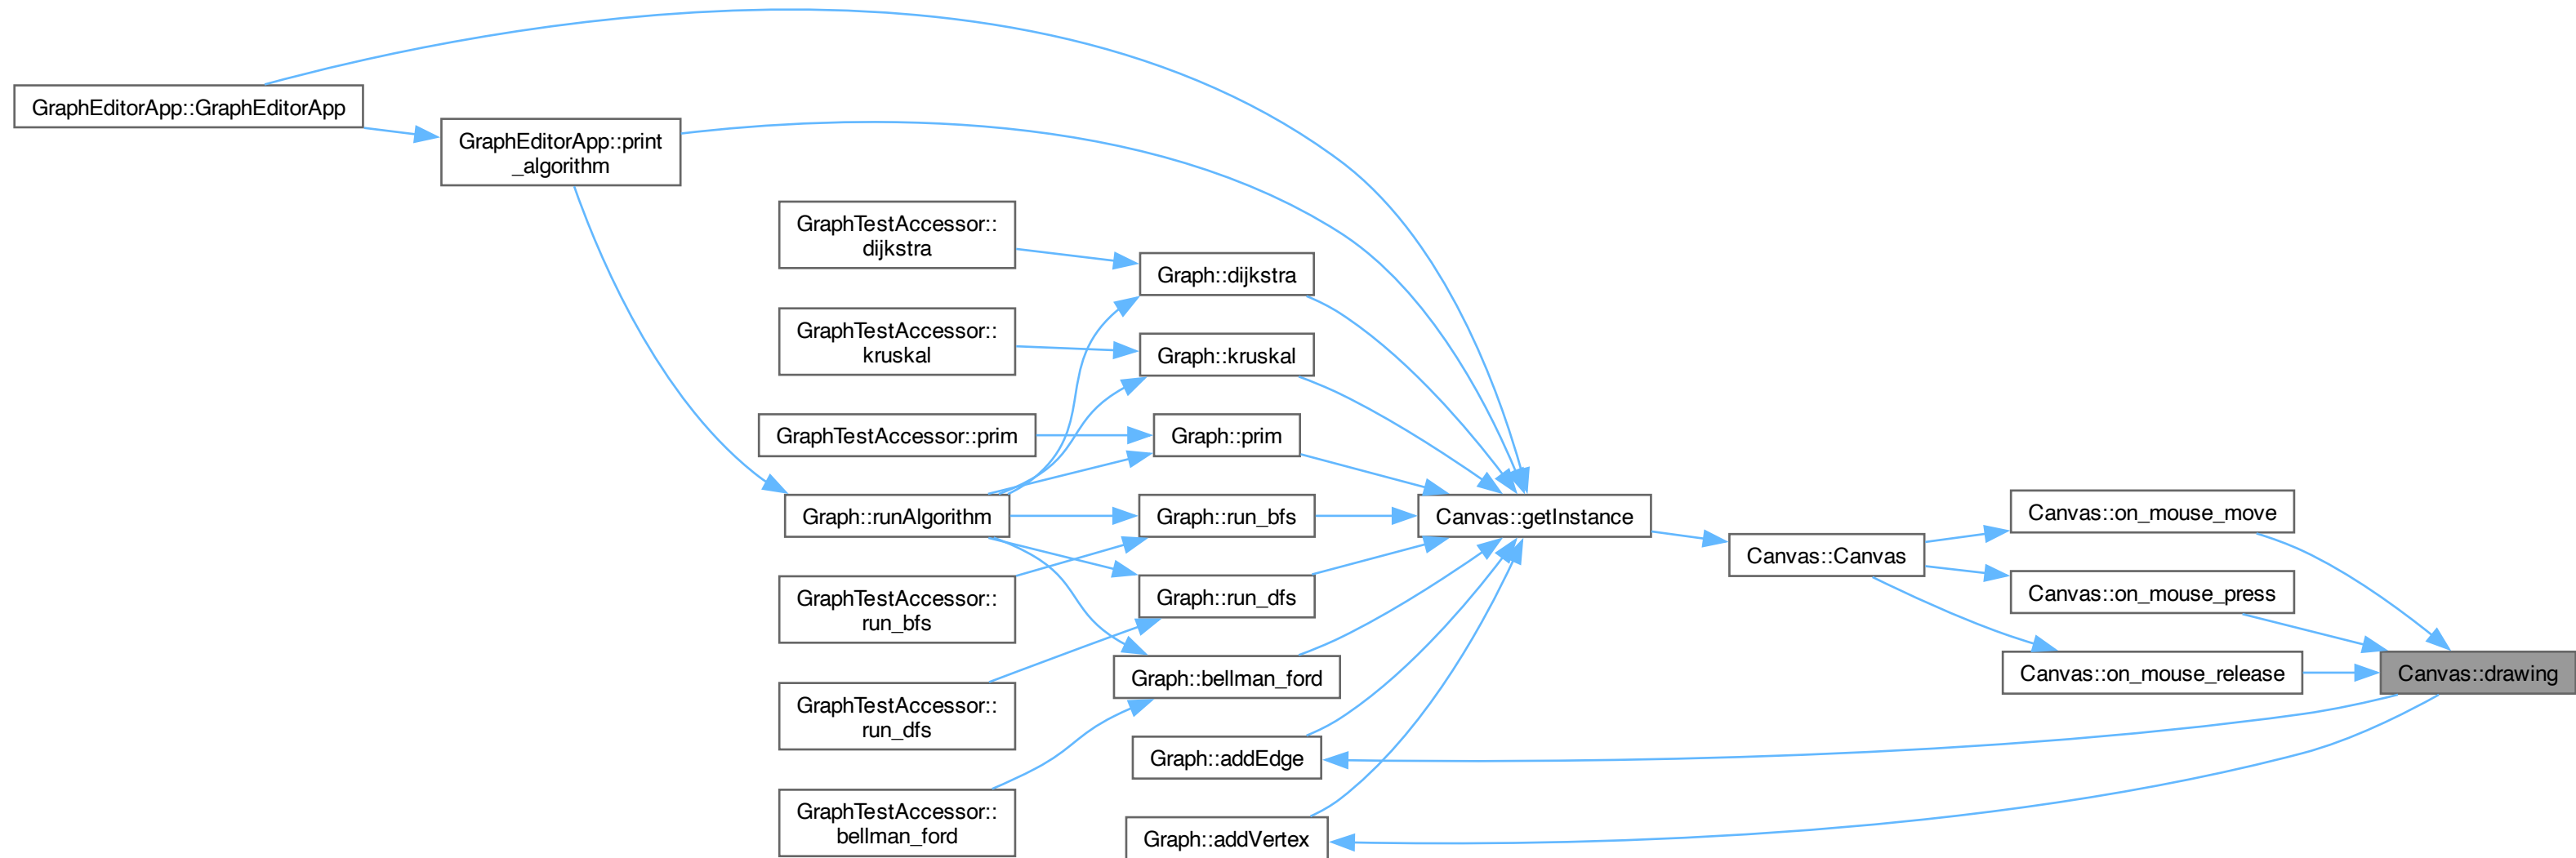 GraphEditorApp::GraphEditorApp
GraphEditorApp::print
_algorithm
GraphTestAccessor::
dijkstra
Graph::dijkstra
GraphTestAccessor::
kruskal
Graph::kruskal
GraphTestAccessor::prim
Graph::prim
Graph::runAlgorithm
Graph::run_bfs
Canvas::getInstance
Canvas::on_mouse_move
Canvas::Canvas
Canvas::on_mouse_press
GraphTestAccessor::
run_bfs
Graph::run_dfs
Graph::bellman_ford
Canvas::on_mouse_release
Canvas::drawing
GraphTestAccessor::
run_dfs
Graph::addEdge
GraphTestAccessor::
bellman_ford
Graph::addVertex